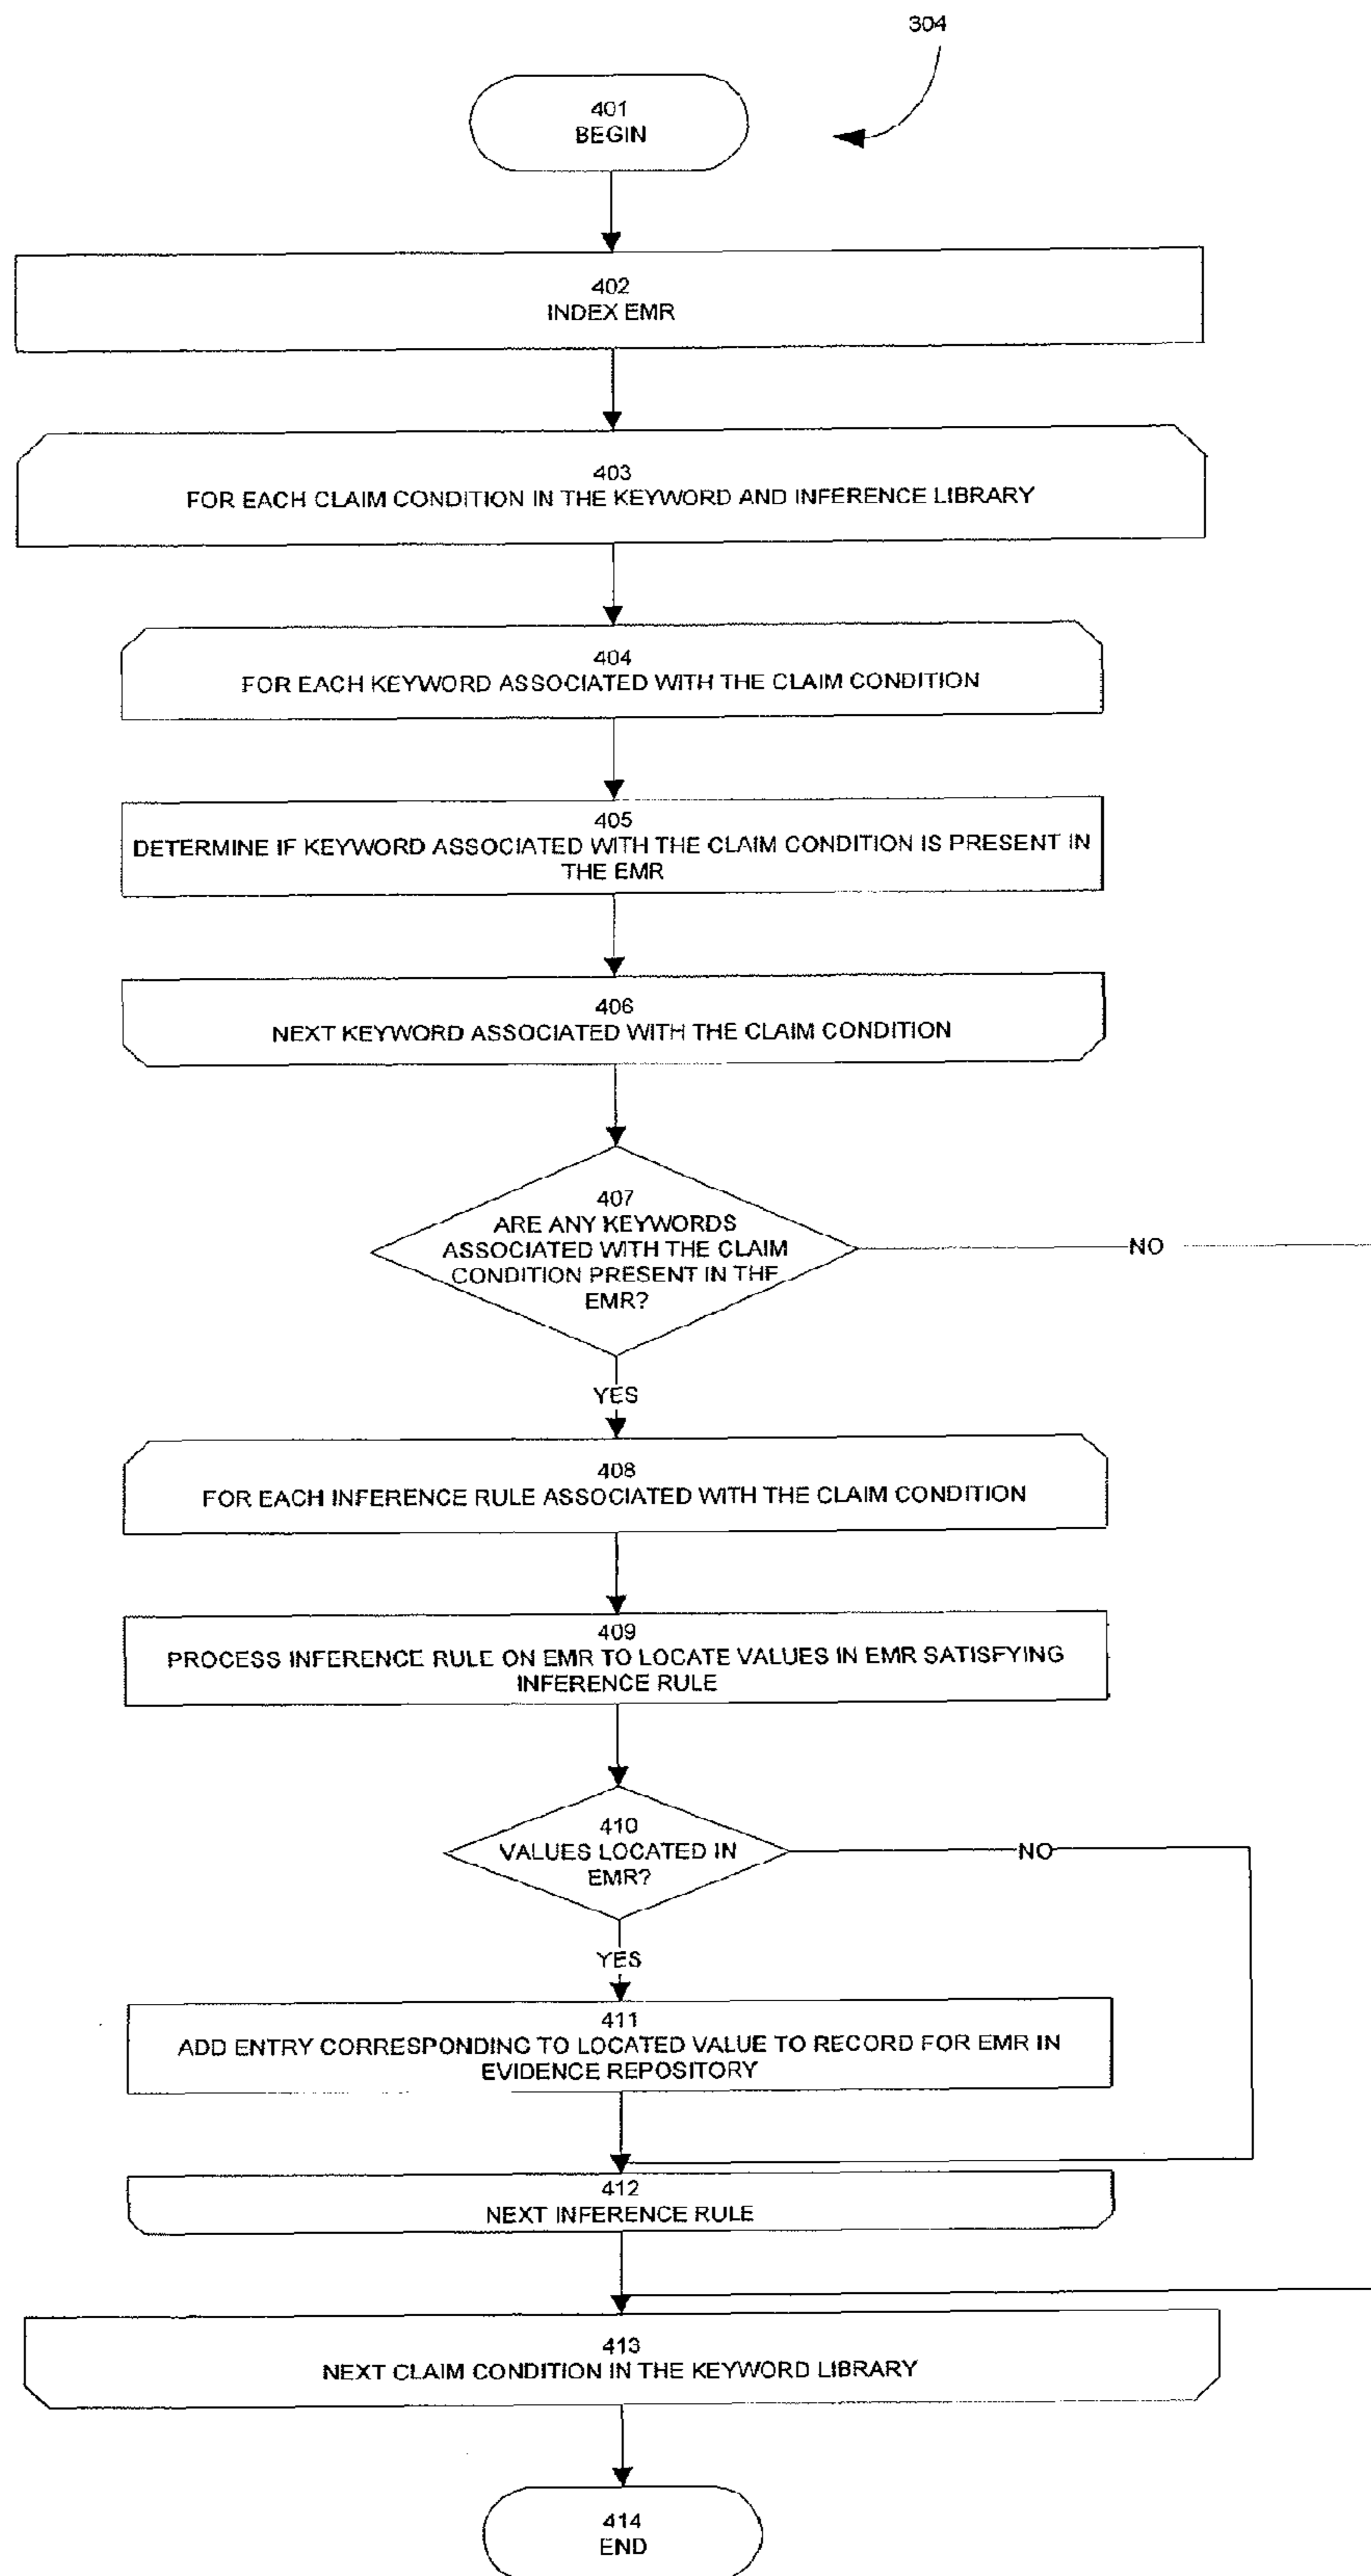 304
401
BEGIN
402
INDEX EMR
403
FOR EACH CLAIM CONDITION IN THE KEYWORD AND INFERENCE LIBRARY
404
FOR EACH KEYWORD ASSOCIATED WITH THE CLAIM CONDITION
405
DETERMINE IF KEYWORD ASSOCIATED WITH THE CLAIM CONDITION IS PRESENT IN
THE EMR
406
NEXT KEYWORD ASSOCIATED WITH THE CLAIM CONDITION
407
ARE ANY KEYWORDS
ASSOCIATED WITH THE CLAIM
CONDITION PRESENT IN THE
EMR?
NO
YES
408
FOR EACH INFERENCE RULE ASSOCIATED WITH THE CLAIM CONDITION
409
PROCESS INFERENCE RULE ON EMR TO LOCATE VALUES IN EMR SATISFYING
INFERENCE RULE
410
VALUES LOCATED IN
EMR?
NO
YES
411
ADD ENTRY CORRESPONDING TO LOCATED VALUE TO RECORD FOR EMR IN
EVIDENCE REPOSITORY
412
NEXT INFERENCE RULE
413
NEXT CLAIM CONDITION IN THE KEYWORD LIBRARY
414
END